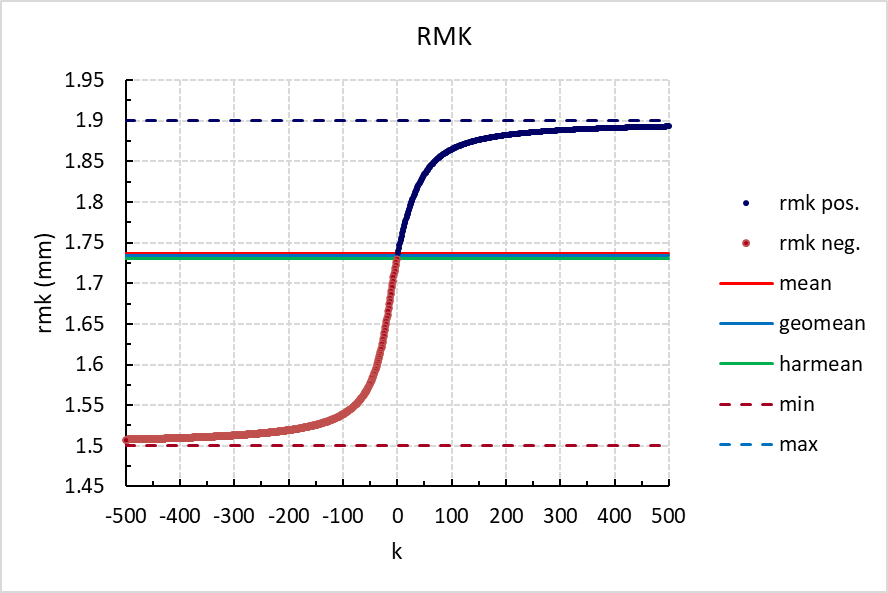 RMK
1.95
1.9
1.85
1.8
1.75
1.7
1.65
1.6
1.55
1.5
1.45
rmk (mm)
-500 -400 -300 -200 -100 0 100 200 300 400 500
k
rmk pos.
rmk neg.
mean
geomean
harmean
min
max